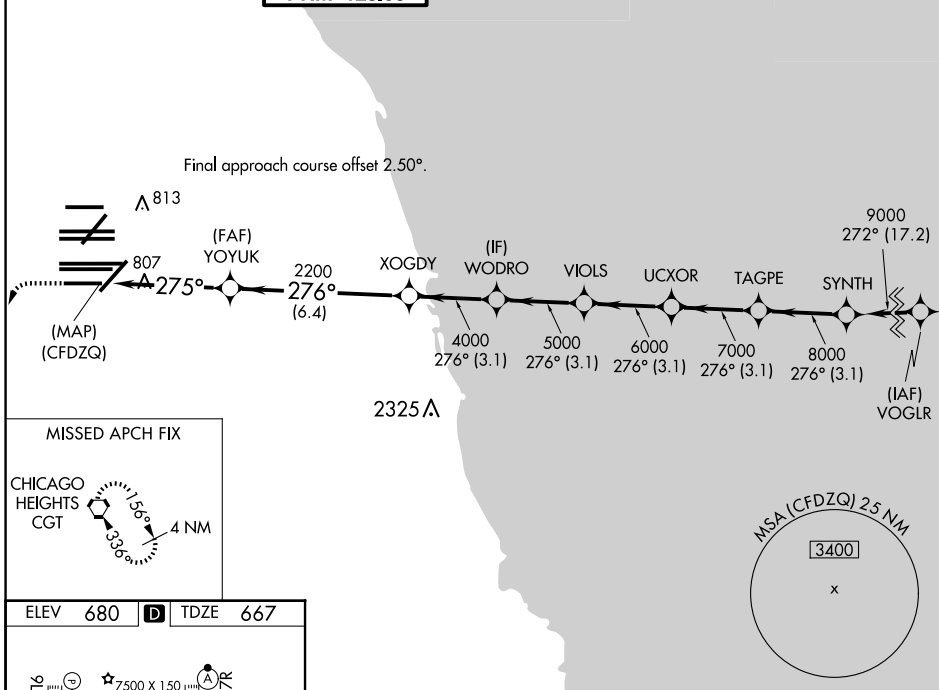 Final approach course offset 2.50°.
813
807
(FAF)
YOYUK
275°
2200
276°
(6.4)
XOGDY
(IF)
WODRO
VIOLS
UCXOR
TAGPE
SYNTH
9000
272° (17.2)
4000
276° (3.1)
5000
276° (3.1)
6000
276° (3.1)
7000
276° (3.1)
8000
276° (3.1)
(IAF)
VOGLR
(MAP)
(CFDZQ)
2325
MISSED APCH FIX
CHICAGO
HEIGHTS
CGT
156°
336°
4 NM
MSA (CFDZQ) 25 NM
3400
x
ELEV 680 D TDZE 667
P
7500 X 150
A